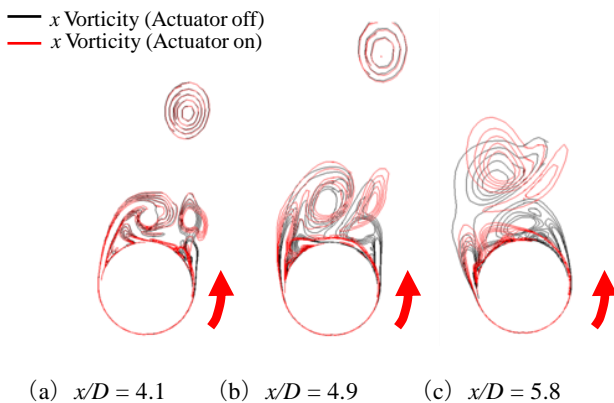 x Vorticity (Actuator off)
x Vorticity (Actuator on)
(a) x/D = 4.1 (b) x/D = 4.9 (c) x/D = 5.8